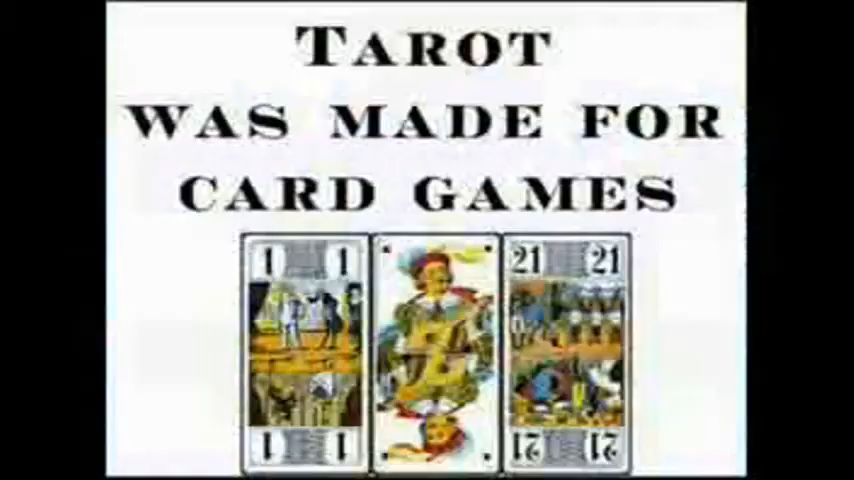 TAROT
WAS MADE FOR
CARD GAMES
1 1 21 21
1 1 21 21